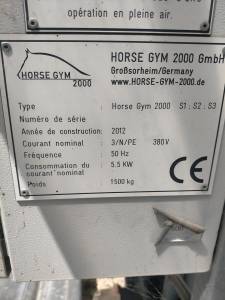 opération en pleine air.
HORSE GYM
2000
HORSE GYM 2000 GmbH
Großsorheim/Germany
www.HORSE-GYM-2000.de
Type : Horse Gym 2000 S1 : S2 : S3
Numéro de série :
Année de construction: 2012
Courant nominal : 3/N/PE 380V
Fréquence : 50 Hz
Consommation du : 5.5 KW
courant nominal
Poids : 1500 kg
CE